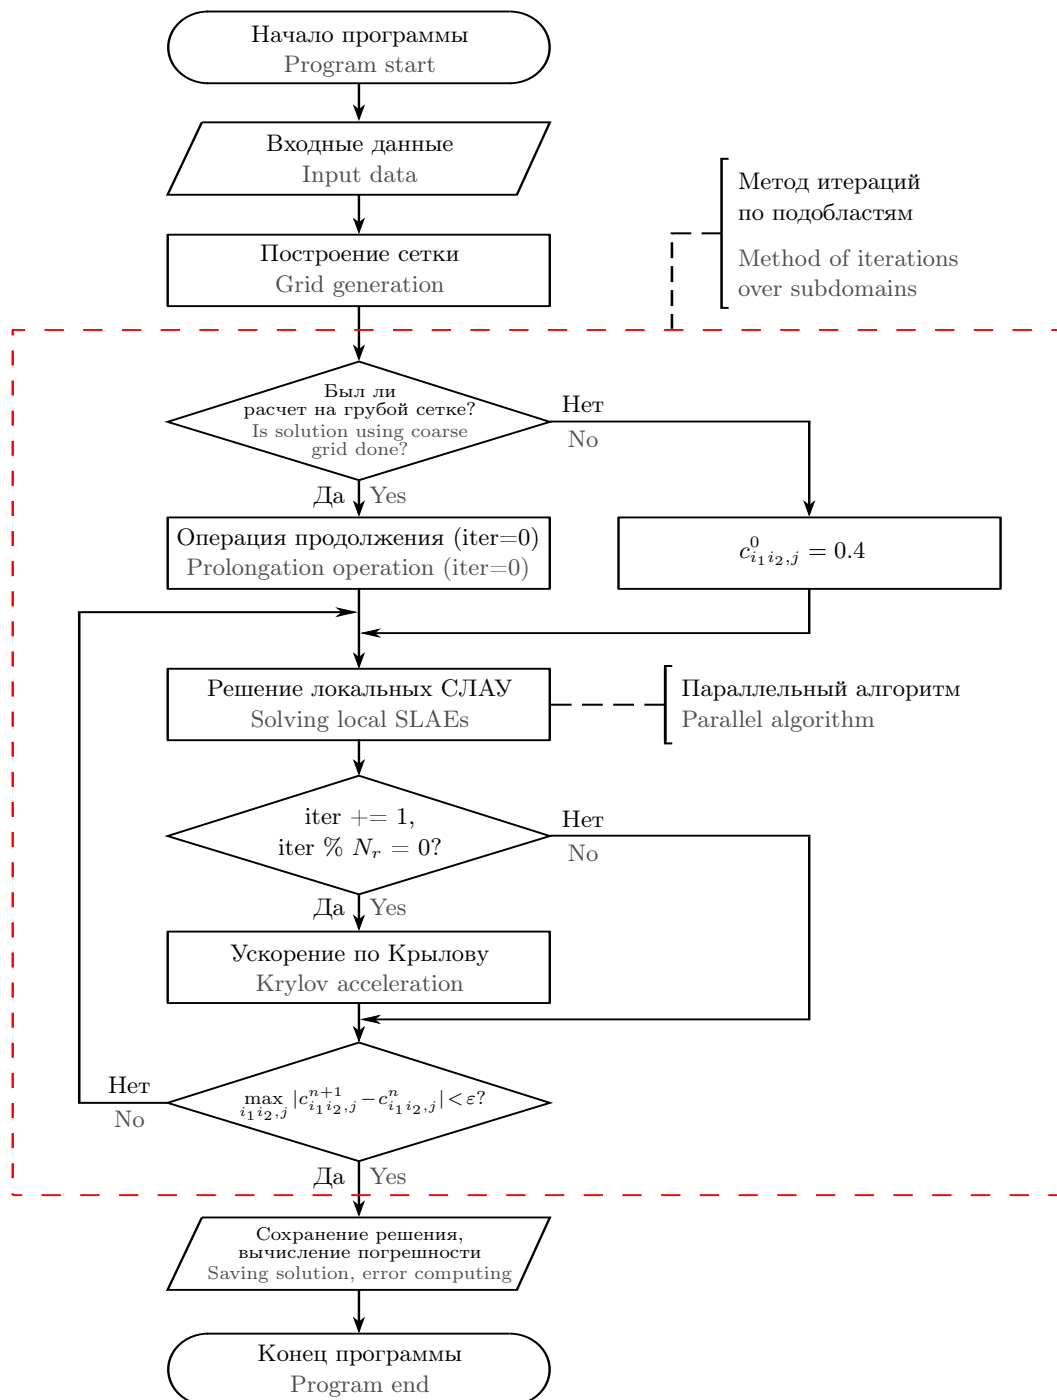 Начало программы
Program start
Входные данные
Input data
Построение сетки
Grid generation
Метод итераций
по подобластям
Method of iterations
over subdomains
Был ли
расчет на грубой сетке?
Is solution using coarse
grid done?
Нет
No
Да Yes
Операция продолжения (iter=0)
Prolongation operation (iter=0)
$c^0_{i_1 i_2,j} = 0.4$
Решение локальных СЛАУ
Solving local SLAEs
Параллельный алгоритм
Parallel algorithm
iter += 1,
iter % $N_r$ = 0?
Нет
No
Да Yes
Ускорение по Крылову
Krylov acceleration
$\max_{i_1 i_2,j} |c^{n+1}_{i_1 i_2,j} - c^n_{i_1 i_2,j}| < \varepsilon$?
Нет
No
Да Yes
Сохранение решения,
вычисление погрешности
Saving solution, error computing
Конец программы
Program end